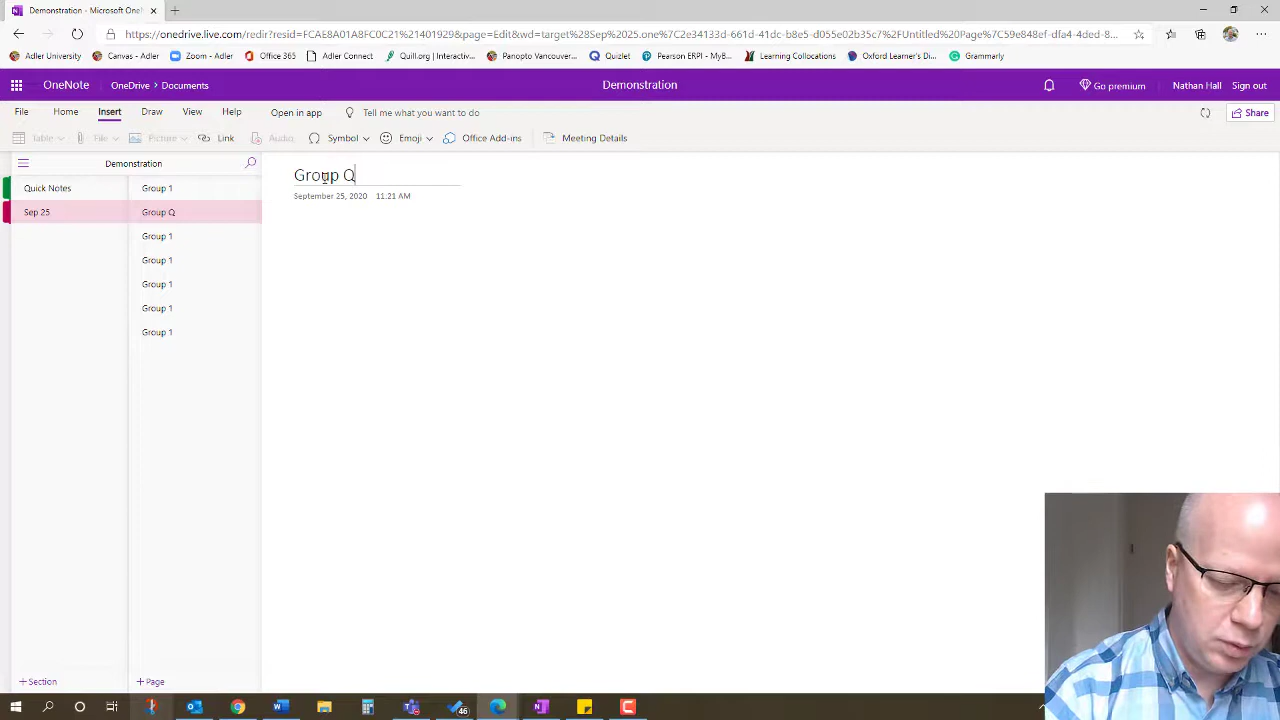 Demonstration - Microsoft One
https://onedrive.live.com/redir?resid=FCAE8A01A8FC0C21%21401929&page=Edit&wd=target%28Sep%2025.one%7C2e34133d-661d-41dc-b8e5-d055e02b35c7%2FUntitled%20Page%7C59e848ef-dfa4-4ded-8...
Adler University
Canvas - Adler
Zoom - Adler
Office 365
Adler Connect
Quill.org | Interactiv...
Panopto Vancouver...
Quizlet
Pearson ERPI - MyB...
Learning Collocations
Oxford Learner's Di...
Grammarly
OneNote
OneDrive > Documents
Demonstration
Go premium
Nathan Hall
Sign out
File
Home
Insert
Draw
View
Help
Open in app
Tell me what you want to do
Share
Table
File
Picture
Link
Audio
Symbol
Emoji
Office Add-ins
Meeting Details
Demonstration
Quick Notes
Sep 25
Group 1
Group Q
Group 1
Group 1
Group 1
Group 1
Group 1
Group Q
September 25, 2020 11:21 AM
+ Section
+ Page
46